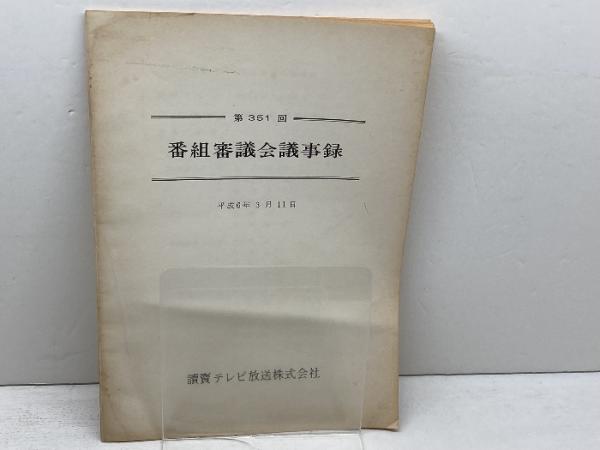 第 351 回
番組審議会議事録
平成6年 3 月 11 日
讀賣テレビ放送株式会社